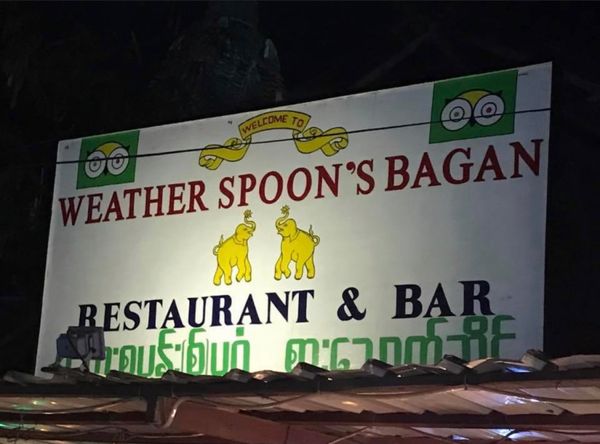 WELCOME TO
WEATHER SPOON'S BAGAN
RESTAURANT & BAR